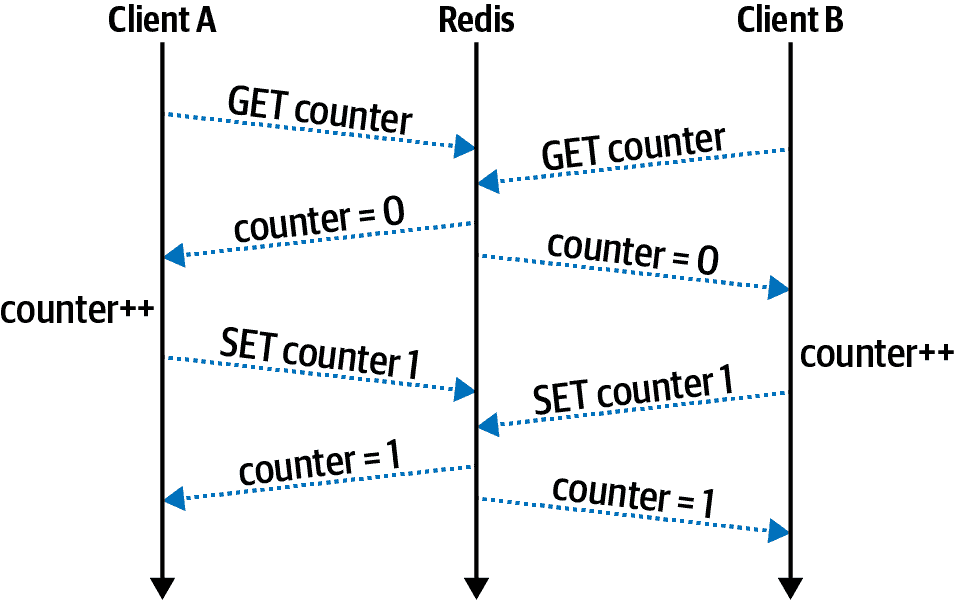 Client A
Redis
Client B
GET counter
GET counter
counter = 0
counter = 0
counter++
SET counter 1
counter++
SET counter 1
counter = 1
counter = 1